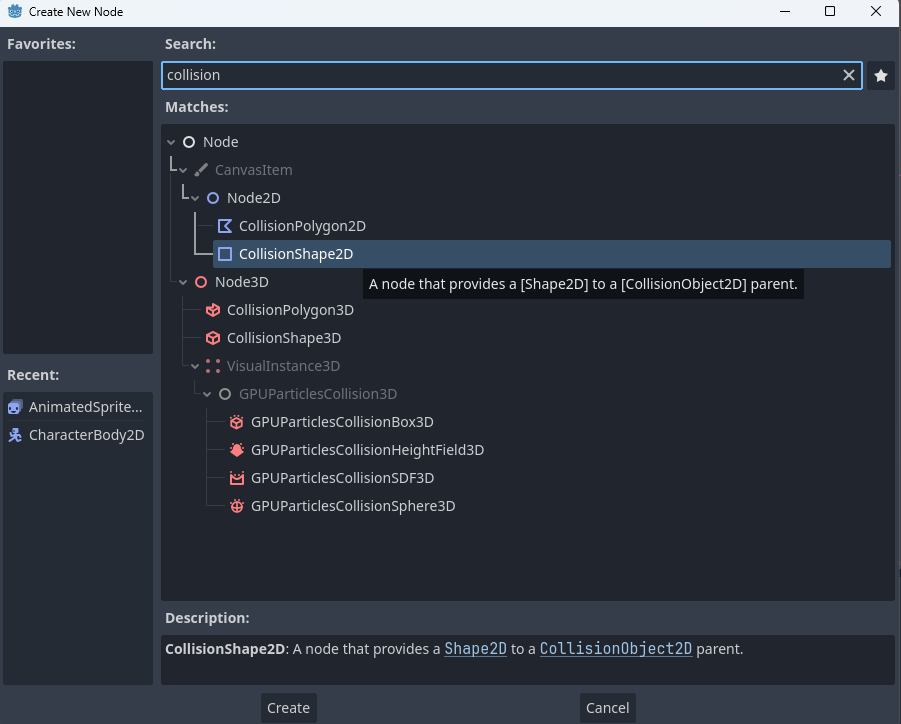 Create New Node
Favorites:
Search:
collision
Matches:
Node
CanvasItem
Node2D
CollisionPolygon2D
CollisionShape2D
Node3D
A node that provides a [Shape2D] to a [CollisionObject2D] parent.
CollisionPolygon3D
CollisionShape3D
VisualInstance3D
GPUParticlesCollision3D
GPUParticlesCollisionBox3D
GPUParticlesCollisionHeightField3D
GPUParticlesCollisionSDF3D
GPUParticlesCollisionSphere3D
Recent:
AnimatedSprite...
CharacterBody2D
Description:
CollisionShape2D: A node that provides a Shape2D to a CollisionObject2D parent.
Create
Cancel